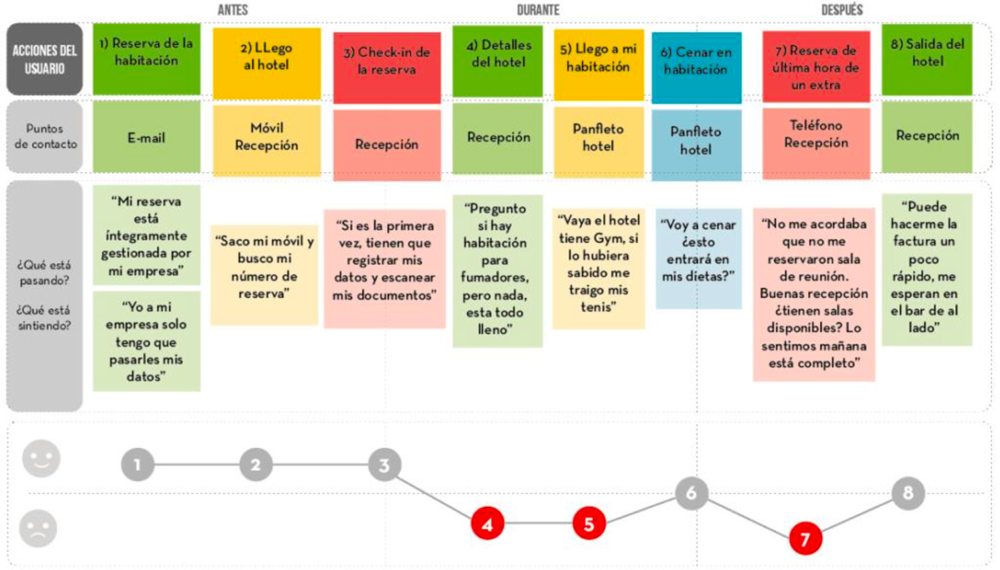 ANTES
DURANTE
DESPUÉS
ACCIONES DEL
USUARIO
1) Reserva de la
habitación
2) LLego
al hotel
3) Check-in de
la reserva
4) Detalles
del hotel
5) Llego a mi
habitación
6) Cenar en
habitación
7) Reserva de
última hora de
un extra
8) Salida del
hotel
Puntos
de contacto
E-mail
Móvil
Recepción
Recepción
Recepción
Panfleto
hotel
Panfleto
hotel
Teléfono
Recepción
Recepción
¿Qué está
pasando?
¿Qué está
sintiendo?
“Mi reserva
está
íntegramente
gestionada por
mi empresa”
“Yo a mi
empresa solo
tengo que
pasarles mis
datos”
“Saco mi móvil y
busco mi
número de
reserva”
“Si es la primera
vez, tienen que
registrar mis
datos y escanear
mis documentos”
“Pregunto
si hay
habitación
para
fumadores,
pero nada,
esta todo
lleno”
“Vaya el hotel
tiene Gym, si
lo hubiera
sabido me
traigo mis
tenis”
“Voy a cenar
¿esto
entrará en
mis dietas?”
“No me acordaba
que no me
reservaron sala
de reunión.
Buenas recepción
¿tienen salas
disponibles? Lo
sentimos mañana
está completo”
“Puede
hacerme la
factura un
poco
rápido, me
esperan en
el bar de al
lado”
1
2
3
4
5
6
7
8